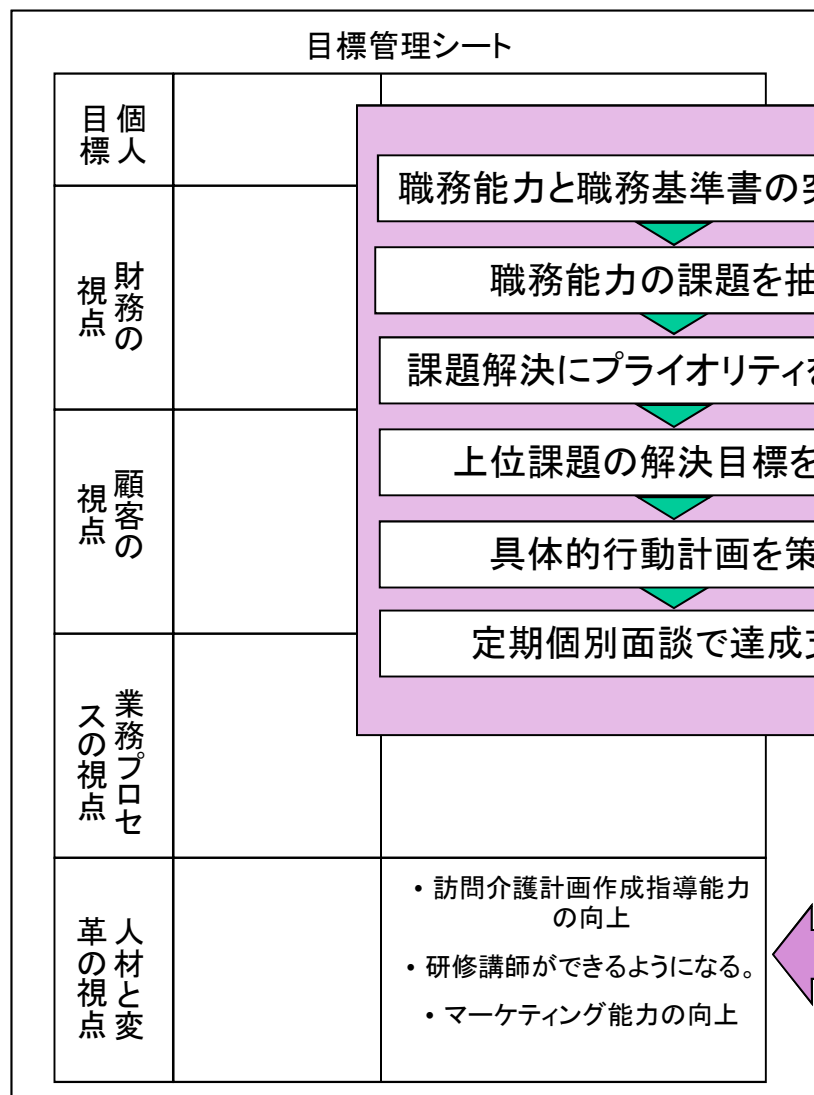 目標管理シート
個人
目標
職務能力と職務基準書の
財務の
視点
職務能力の課題を抽
課題解決にプライオリティ
顧客の
視点
上位課題の解決目標を
具体的行動計画を策
定期個別面談で達成
業務プロセ
スの視点
人材と変
革の視点
・訪問介護計画作成指導能力
の向上
・研修講師ができるようになる。
・マーケティング能力の向上